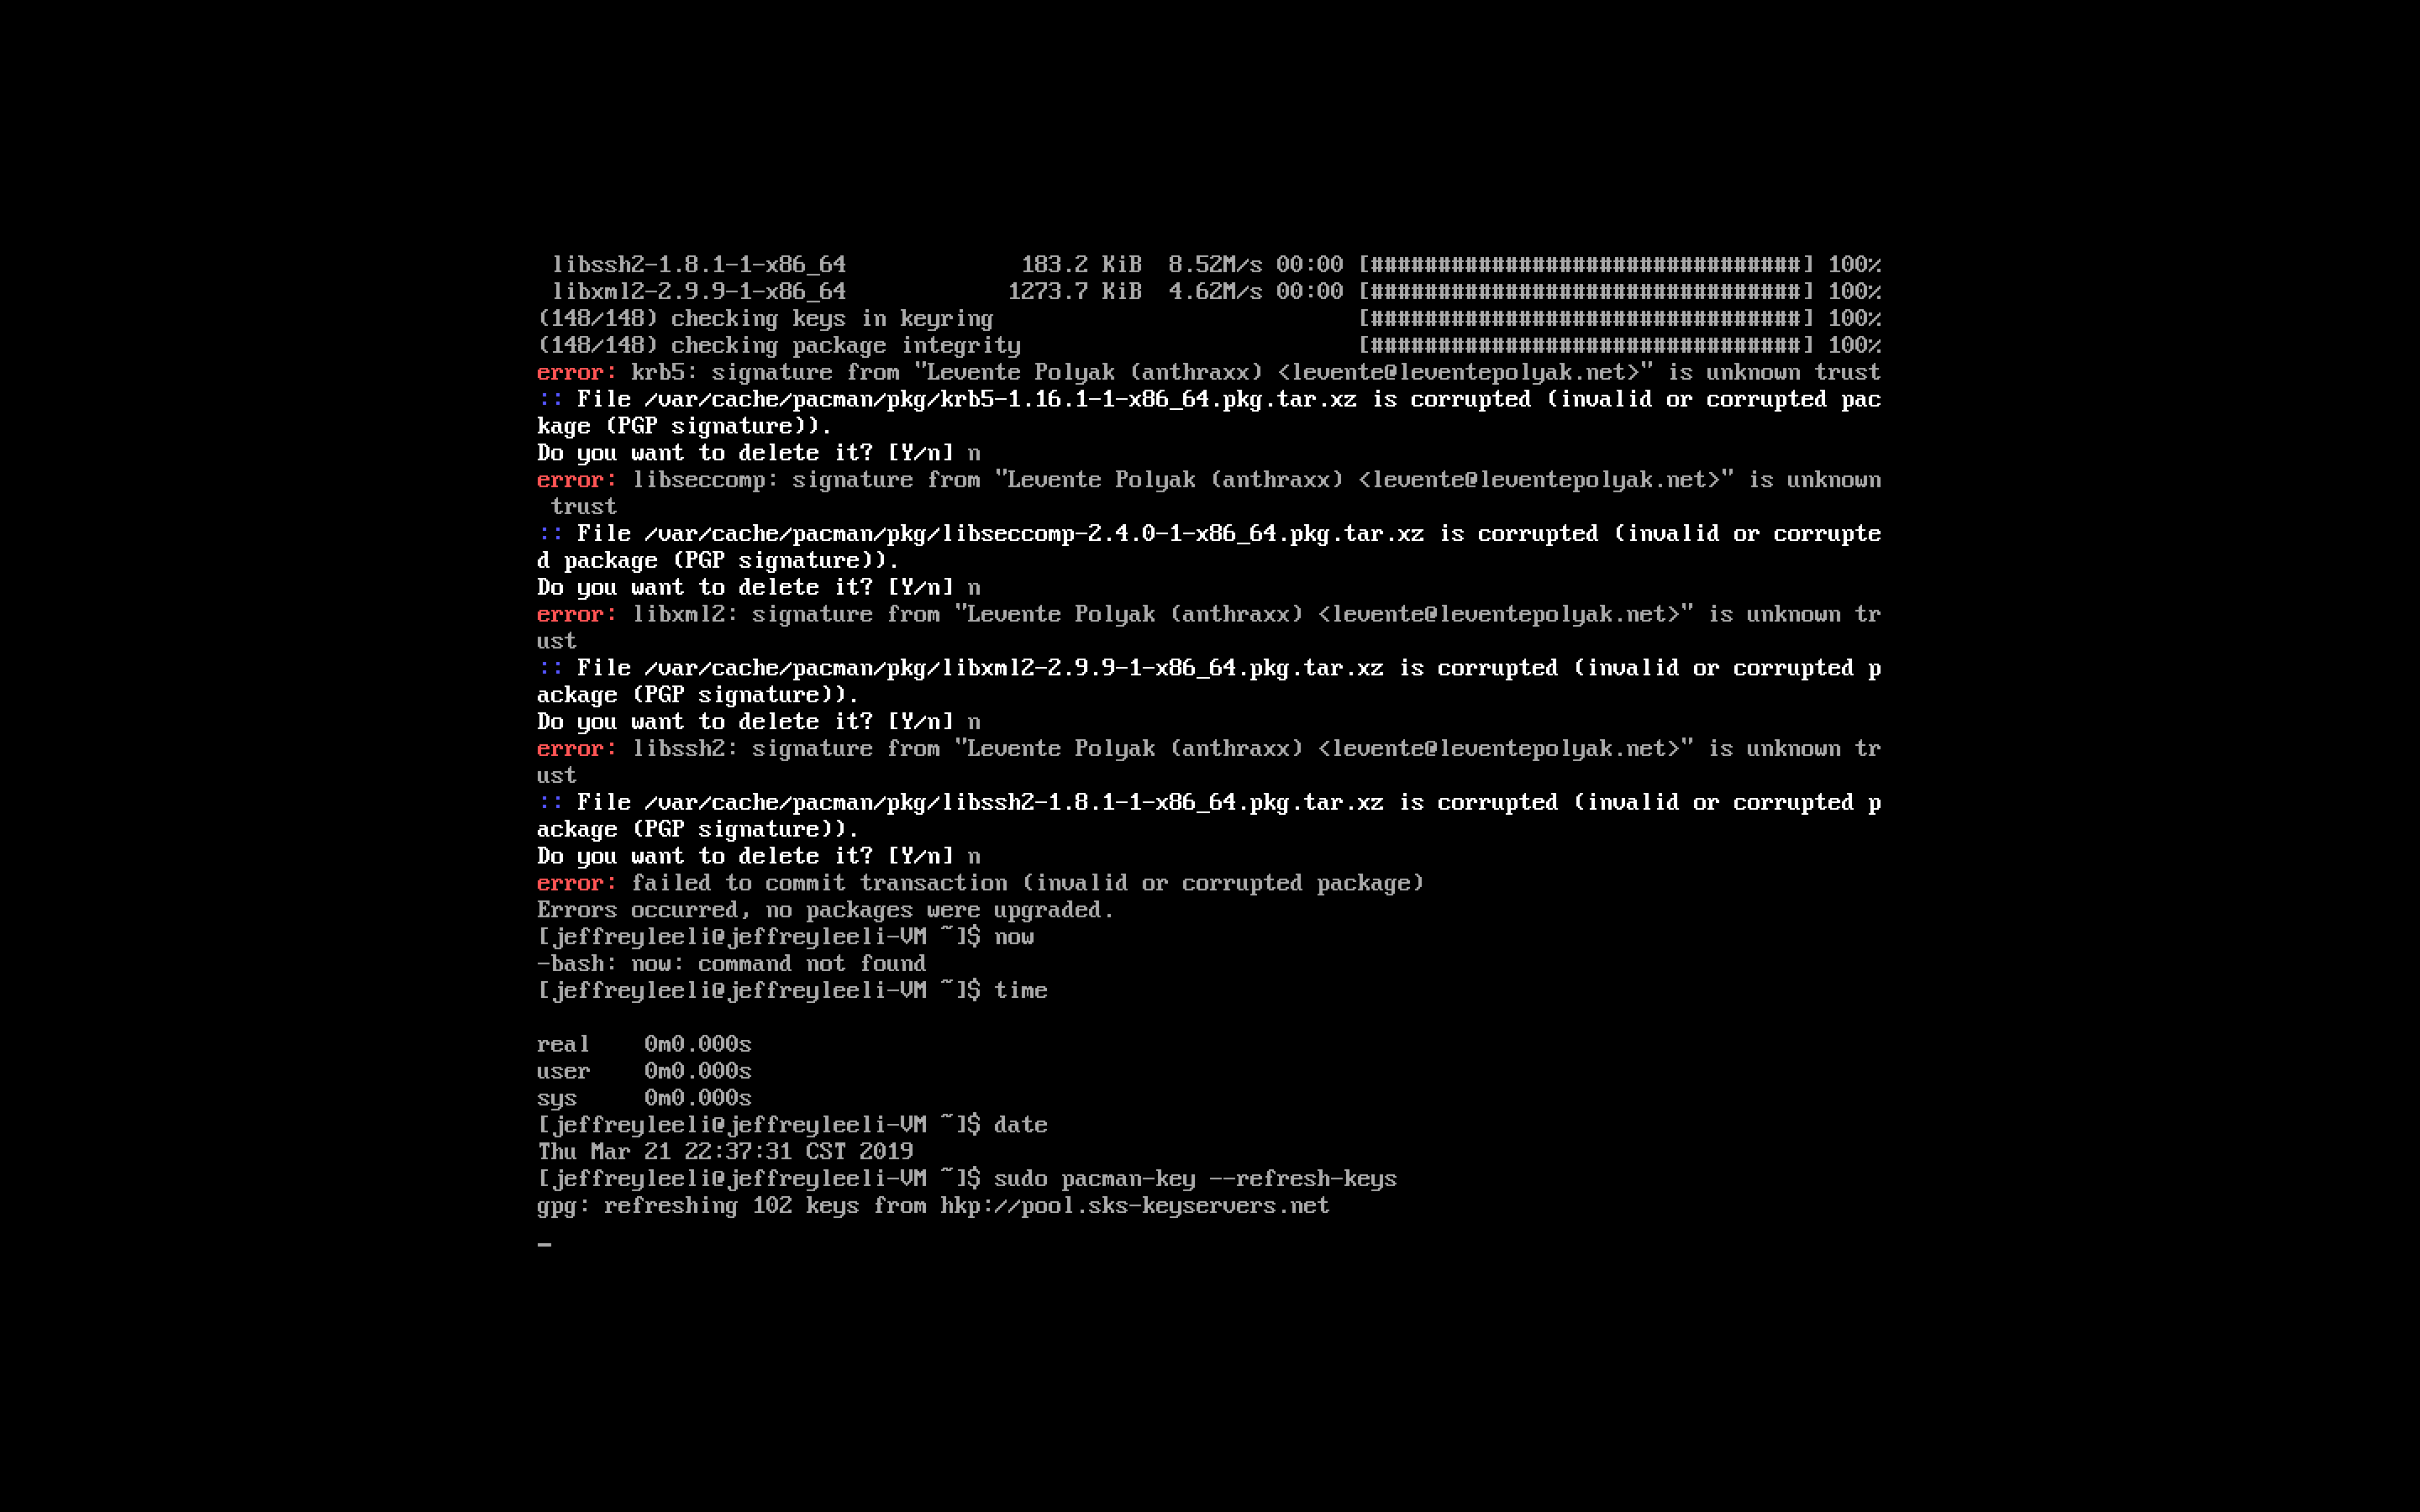 libssh2-1.8.1-1-x86_64 183.2 KiB 8.52M/s 00:00 [################################] 100%
libxml2-2.9.9-1-x86_64 1273.7 KiB 4.62M/s 00:00 [################################] 100%
(148/148) checking keys in keyring [################################] 100%
(148/148) checking package integrity [################################] 100%
error: krb5: signature from "Levente Polyak (anthraxx) <levente@leventepolyak.net>" is unknown trust
:: File /var/cache/pacman/pkg/krb5-1.16.1-1-x86_64.pkg.tar.xz is corrupted (invalid or corrupted pac
kage (PGP signature)).
Do you want to delete it? [Y/n] n
error: libseccomp: signature from "Levente Polyak (anthraxx) <levente@leventepolyak.net>" is unknown
 trust
:: File /var/cache/pacman/pkg/libseccomp-2.4.0-1-x86_64.pkg.tar.xz is corrupted (invalid or corrupte
d package (PGP signature)).
Do you want to delete it? [Y/n] n
error: libxml2: signature from "Levente Polyak (anthraxx) <levente@leventepolyak.net>" is unknown tr
ust
:: File /var/cache/pacman/pkg/libxml2-2.9.9-1-x86_64.pkg.tar.xz is corrupted (invalid or corrupted p
ackage (PGP signature)).
Do you want to delete it? [Y/n] n
error: libssh2: signature from "Levente Polyak (anthraxx) <levente@leventepolyak.net>" is unknown tr
ust
:: File /var/cache/pacman/pkg/libssh2-1.8.1-1-x86_64.pkg.tar.xz is corrupted (invalid or corrupted p
ackage (PGP signature)).
Do you want to delete it? [Y/n] n
error: failed to commit transaction (invalid or corrupted package)
Errors occurred, no packages were upgraded.
[jeffreyleeli@jeffreyleeli-VM ~]$ now
-bash: now: command not found
[jeffreyleeli@jeffreyleeli-VM ~]$ time
real 0m0.000s
user 0m0.000s
sys 0m0.000s
[jeffreyleeli@jeffreyleeli-VM ~]$ date
Thu Mar 21 22:37:31 CST 2019
[jeffreyleeli@jeffreyleeli-VM ~]$ sudo pacman-key --refresh-keys
gpg: refreshing 102 keys from hkp://pool.sks-keyservers.net
_